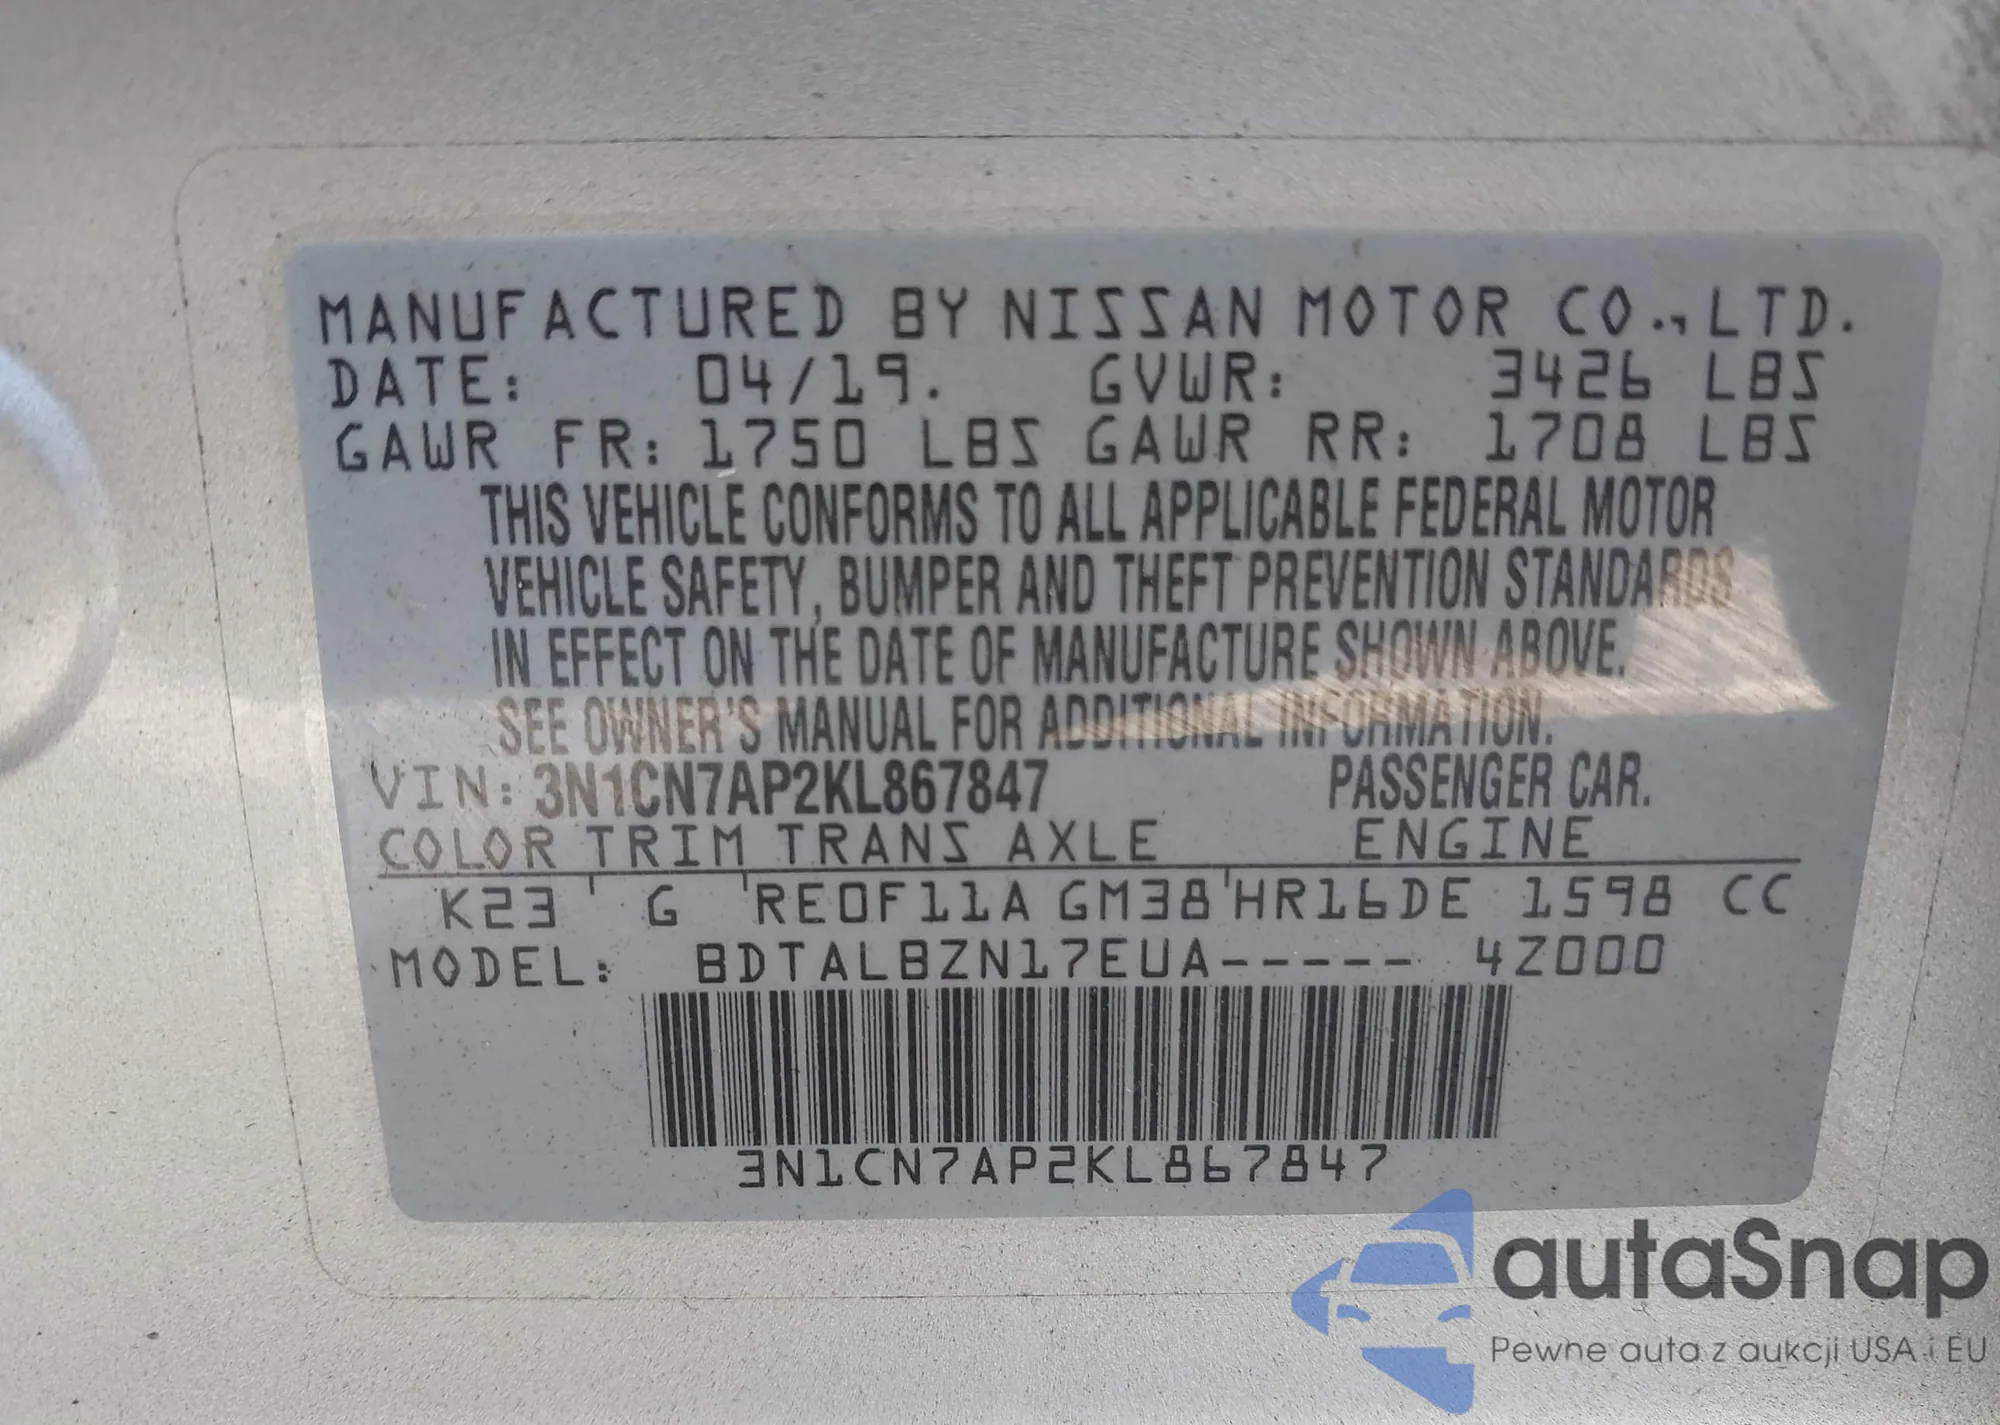 MANUFACTURED BY NISSAN MOTOR CO.,LTD.
DATE: 04/19. GVWR: 3426 LBS
GAWR FR: 1750 LBS GAWR RR: 1708 LBS
THIS VEHICLE CONFORMS TO ALL APPLICABLE FEDERAL MOTOR
VEHICLE SAFETY, BUMPER AND THEFT PREVENTION STANDARDS
IN EFFECT ON THE DATE OF MANUFACTURE SHOWN ABOVE.
SEE OWNER'S MANUAL FOR ADDITIONAL INFORMATION.
VIN: 3N1CN7AP2KL867847 PASSENGER CAR.
COLOR TRIM TRANS AXLE ENGINE
K23 G RE0F11A GM38 HR16DE 1598 CC
MODEL: BDTALBZN17EUA----- 4Z000
3N1CN7AP2KL867847
autaSnap
Pewne auta z aukcji USA i EU